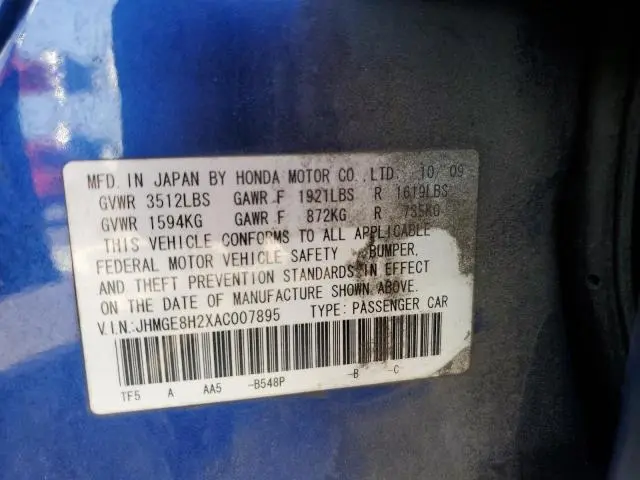 MFD. IN JAPAN BY HONDA MOTOR CO., LTD. 10/09
GVWR 3512LBS GAWR F 1921LBS R 1619LBS
GVWR 1594KG GAWR F 872KG R 735KG
THIS VEHICLE CONFORMS TO ALL APPLICABLE
FEDERAL MOTOR VEHICLE SAFETY, BUMPER,
AND THEFT PREVENTION STANDARDS IN EFFECT
ON THE DATE OF MANUFACTURE SHOWN ABOVE.
V.I.N.:JHMGE8H2XAC007895 TYPE: PASSENGER CAR
TF5 A AA5 -B548P -B -C